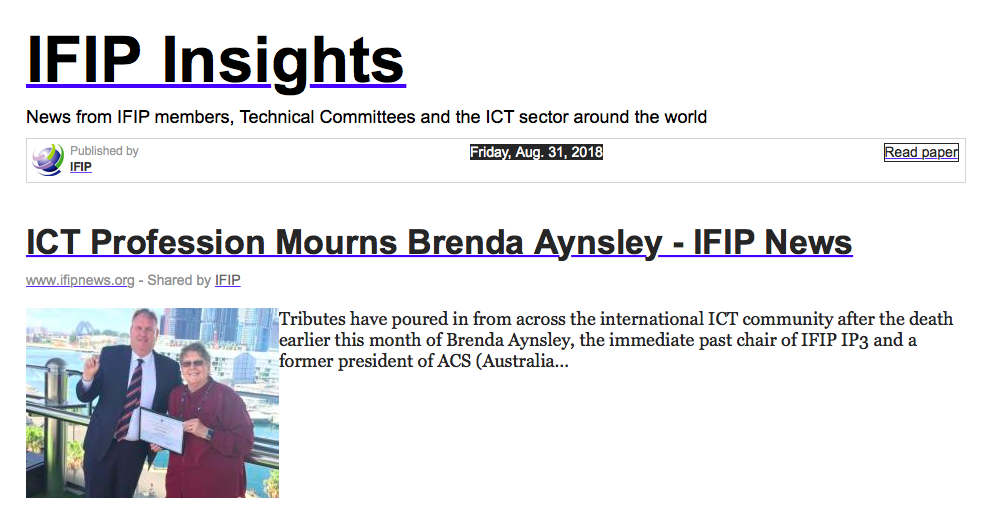 IFIP Insights
News from IFIP members, Technical Committees and the ICT sector around the world
Published by
IFIP
Friday, Aug. 31, 2018
Read paper
ICT Profession Mourns Brenda Aynsley - IFIP News
www.ifipnews.org - Shared by IFIP
Tributes have poured in from across the international ICT community after the death
earlier this month of Brenda Aynsley, the immediate past chair of IFIP IP3 and a
former president of ACS (Australia...